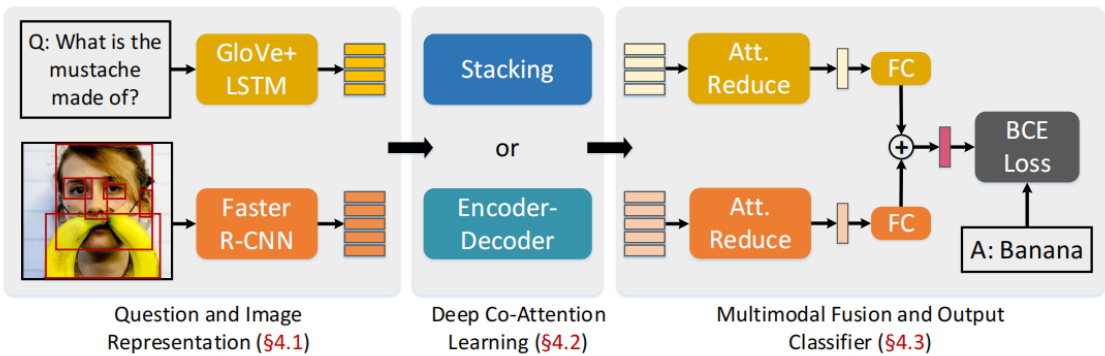 Q: What is the
mustache
made of?
GloVe+
LSTM
Faster
R-CNN
Question and Image
Representation (§4.1)
Stacking
or
Encoder-
Decoder
Deep Co-Attention
Learning (§4.2)
Att.
Reduce
FC
BCE
Loss
Att.
Reduce
FC
A: Banana
Multimodal Fusion and Output
Classifier (§4.3)